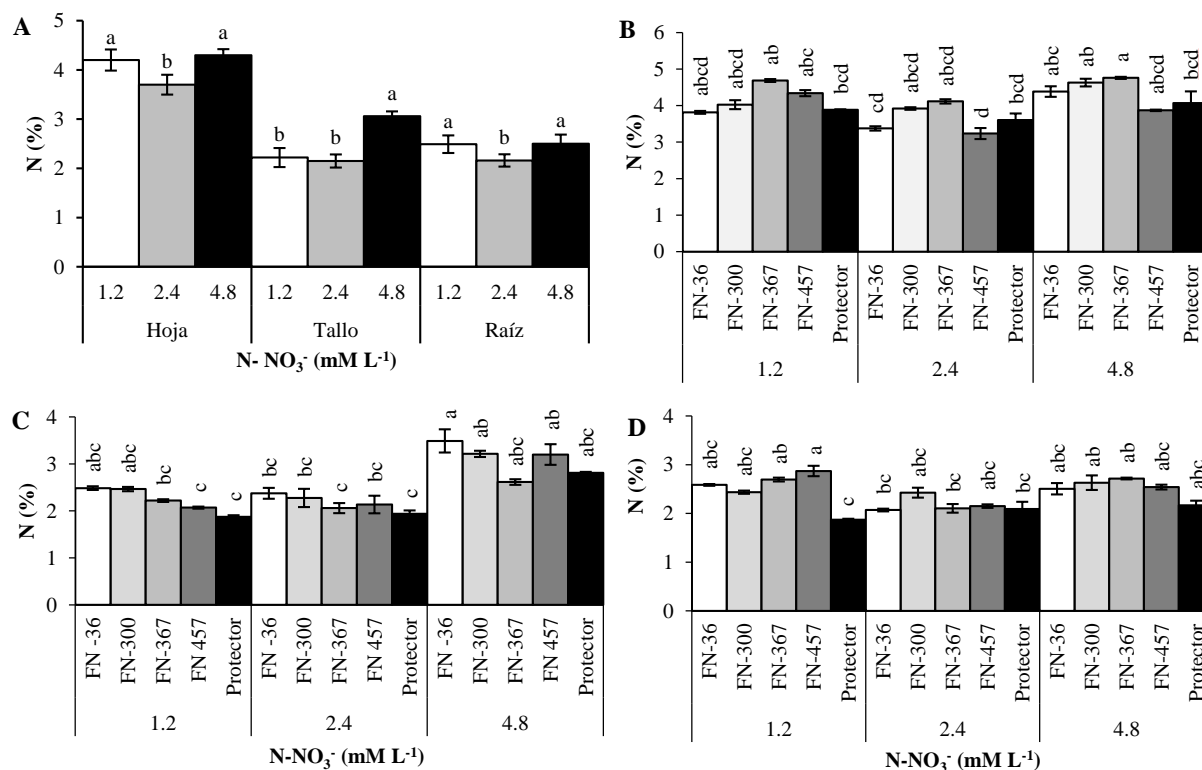 A
N (%)
5
4
3
2
1
0
a
b
a
b
b
a
a
b
a
1.2 2.4 4.8 1.2 2.4 4.8 1.2 2.4 4.8
Hoja Tallo Raíz
N- NO3- (mM L-1)
B
N (%)
6
5
4
3
2
1
0
abcd abcd ab abc bcd cd abcd abcd d bcd ab ab a abcd bcd
FN-36 FN-300 FN-367 FN-457 Protector FN-36 FN-300 FN-367 FN-457 Protector FN-36 FN-300 FN-367 FN-457 Protector
1.2 2.4 4.8
C
N (%)
4
3
2
1
0
abc abc bc c c abc abc bc bc c a ab abc ab abc
FN -36 FN-300 FN-367 FN 457 Protector FN -36 FN-300 FN-367 FN 457 Protector FN -36 FN-300 FN-367 FN 457 Protector
1.2 2.4 4.8
N-NO3- (mM L-1)
D
N (%)
4
3
2
1
0
abc abc ab a c bc abc bc abc bc abc ab ab abc abc
FN-36 FN-300 FN-367 FN-457 Protector FN-36 FN-300 FN-367 FN-457 Protector FN-36 FN-300 FN-367 FN-457 Protector
1.2 2.4 4.8
N-NO3- (mM L-1)